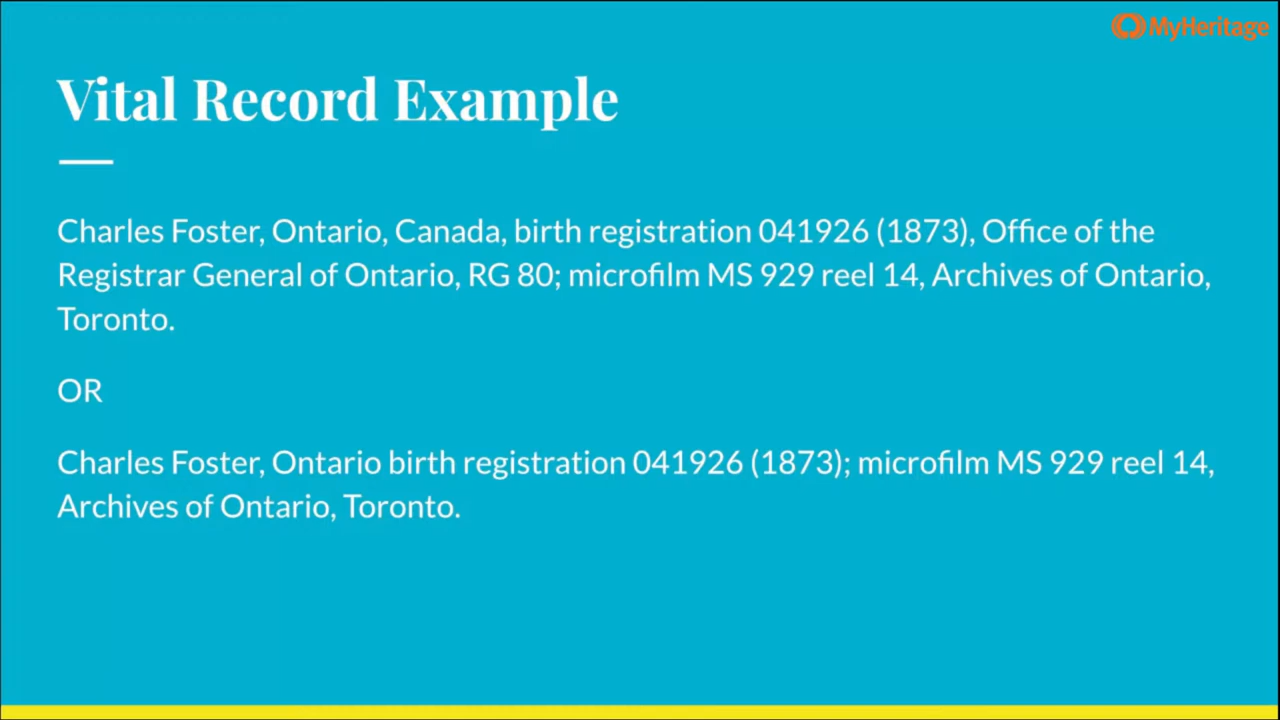 MyHeritage
Vital Record Example
Charles Foster, Ontario, Canada, birth registration 041926 (1873), Office of the
Registrar General of Ontario, RG 80; microfilm MS 929 reel 14, Archives of Ontario,
Toronto.
OR
Charles Foster, Ontario birth registration 041926 (1873); microfilm MS 929 reel 14,
Archives of Ontario, Toronto.